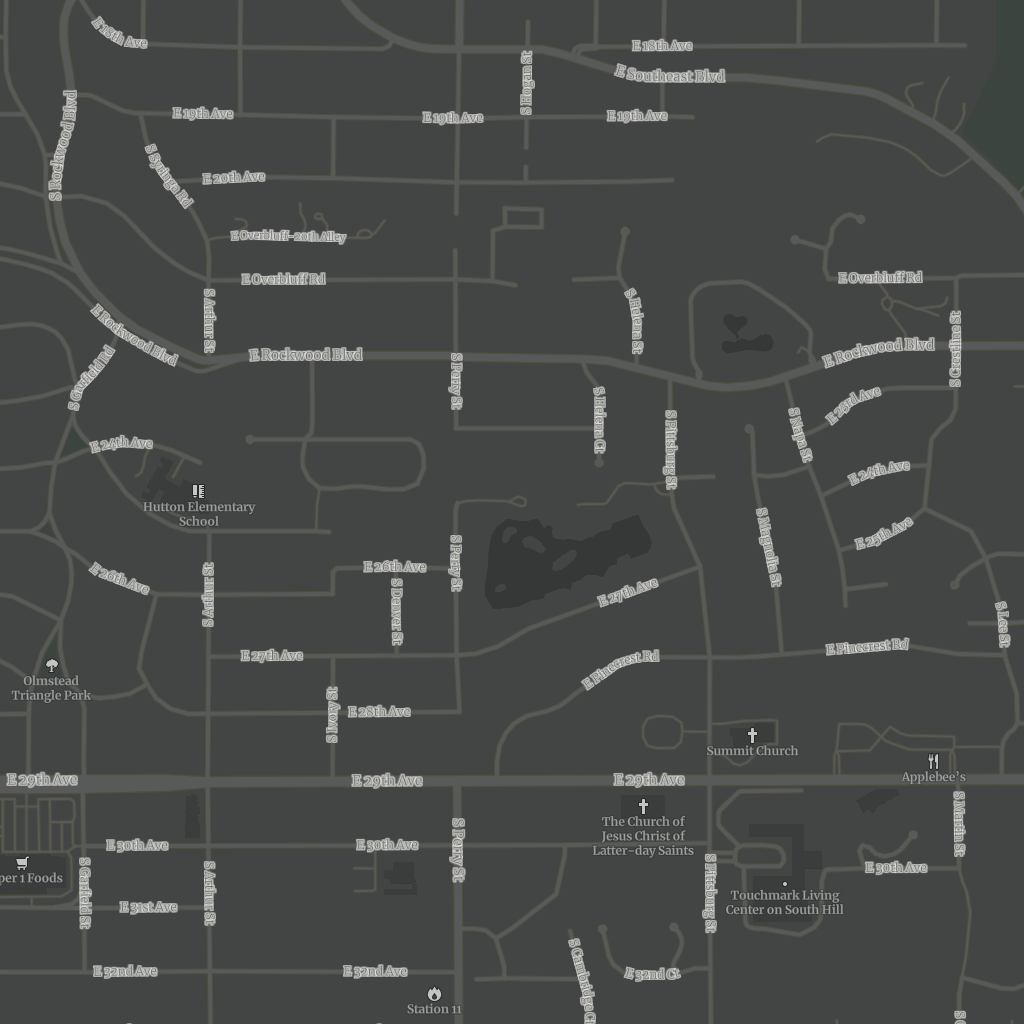 E 18th Ave
E 18th Ave
E Southeast Blvd
S Hogan St
S Rockwood Blvd
E 19th Ave
E 19th Ave
E 19th Ave
S Syringa Rd
E 20th Ave
E Overbluff-20th Alley
E Overbluff Rd
E Overbluff Rd
S Arthur St
S Helena St
E Rockwood Blvd
E Rockwood Blvd
E Rockwood Blvd
S Crestline St
S Garfield Rd
S Perry St
S Helena Ct
E 23rd Ave
S Pittsburg St
S Napa St
E 24th Ave
E 24th Ave
Hutton Elementary
School
E 25th Ave
S Magnolia St
S Perry St
E 26th Ave
E 26th Ave
S Arthur St
S Denver St
E 27th Ave
S Lee St
E 27th Ave
E Pinecrest Rd
E Pinecrest Rd
Olmstead
Triangle Park
S Ivory St
E 28th Ave
Summit Church
E 29th Ave
E 29th Ave
E 29th Ave
Applebee's
S Martin St
The Church of
Jesus Christ of
Latter-day Saints
S Perry St
E 30th Ave
E 30th Ave
E 30th Ave
per 1 Foods
S Garfield St
S Arthur St
S Pittsburg St
Touchmark Living
Center on South Hill
E 31st Ave
E 32nd Ave
E 32nd Ave
E 32nd Ct
S Cambridge
Station 11